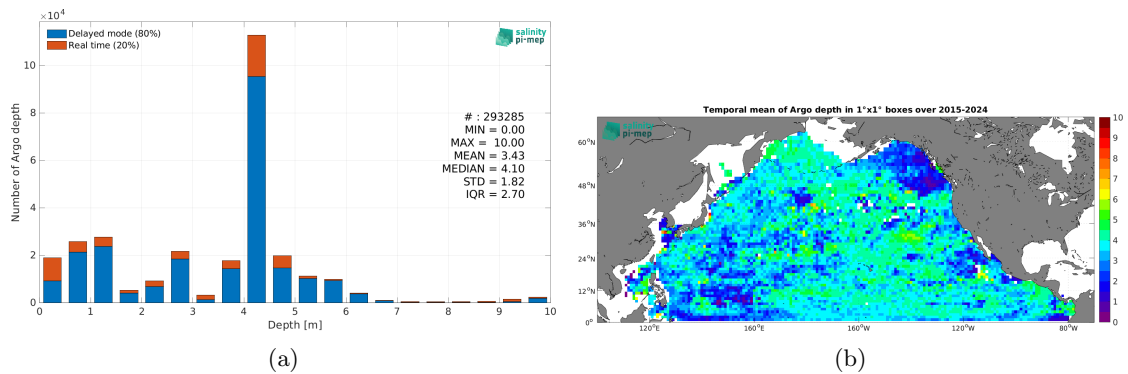 ×10⁴
Delayed mode (80%)
Real time (20%)
salinity
pi-mep
10
8
6
4
2
0
Number of Argo depth
# : 293285
MIN = 0.00
MAX = 10.00
MEAN = 3.43
MEDIAN = 4.10
STD = 1.82
IQR = 2.70
0 1 2 3 4 5 6 7 8 9 10
Depth [m]
(a)
Temporal mean of Argo depth in 1°x1° boxes over 2015-2024
salinity
pi-mep
60°N
48°N
36°N
24°N
12°N
0°
120°E 160°E 160°W 120°W 80°W
10
9
8
7
6
5
4
3
2
1
0
(b)